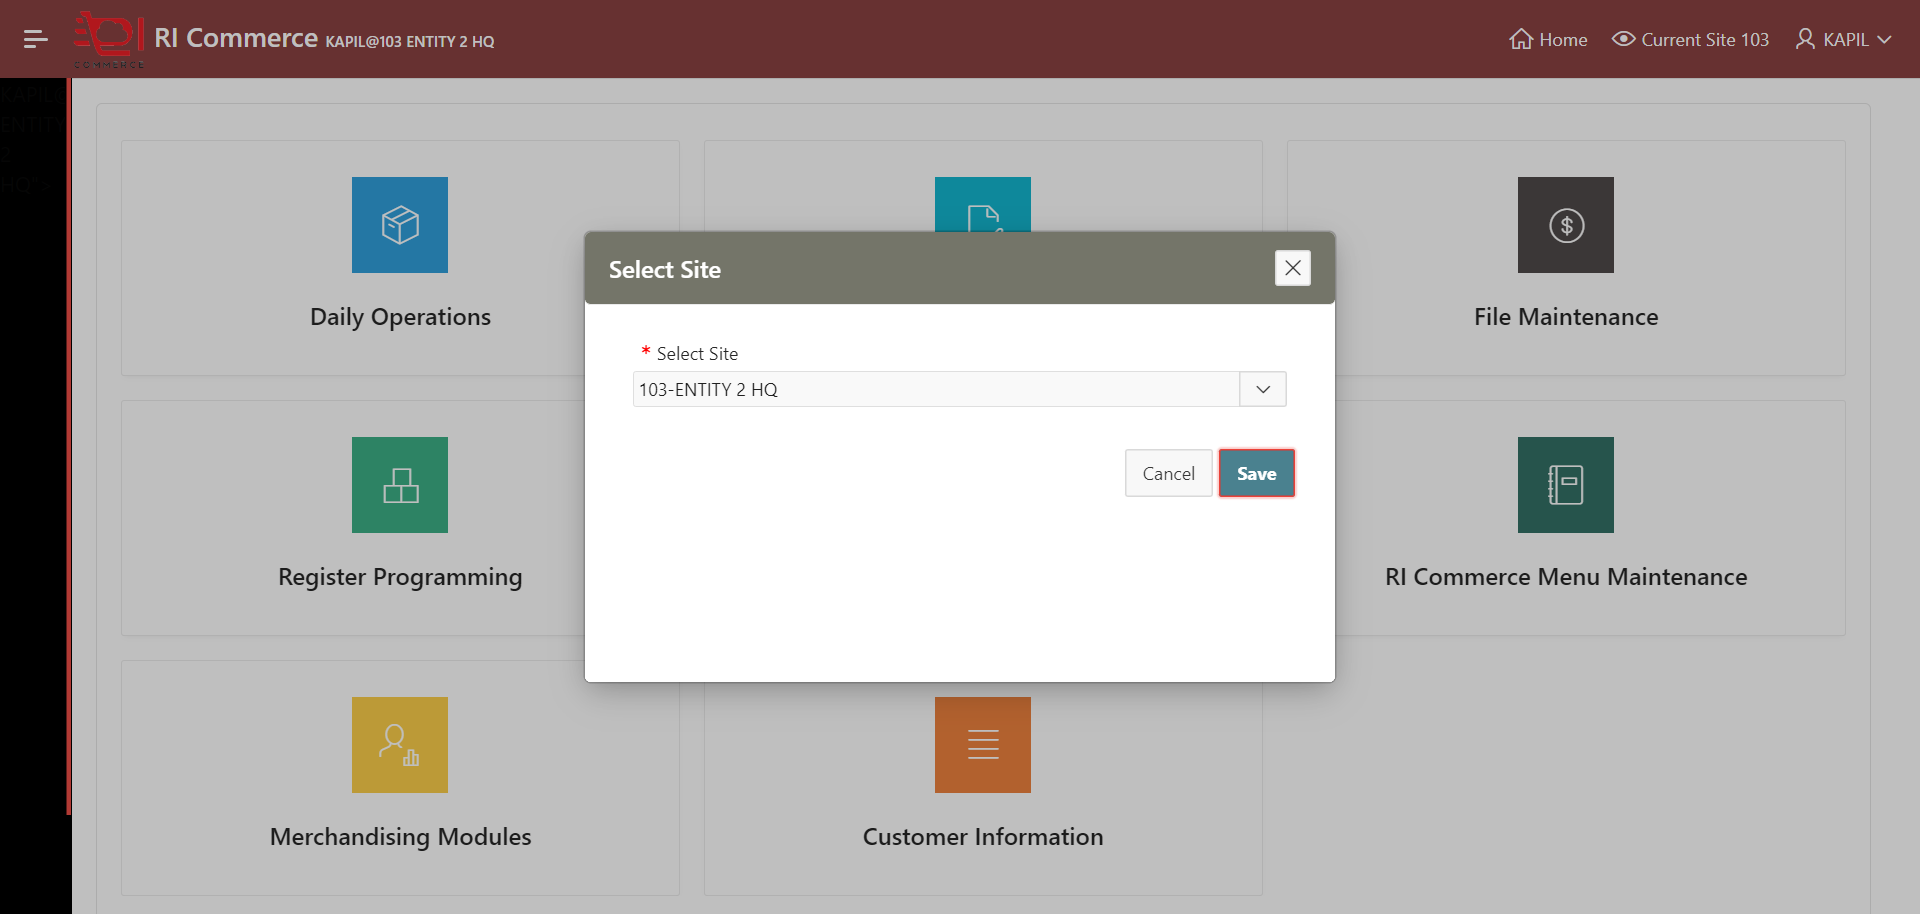 RI Commerce KAPIL@103 ENTITY 2 HQ
COMMERCE
Home
Current Site 103
KAPIL
KAPIL@
ENTITY
2
HQ">
Daily Operations
File Maintenance
Select Site
* Select Site
103-ENTITY 2 HQ
Cancel
Save
Register Programming
RI Commerce Menu Maintenance
Merchandising Modules
Customer Information